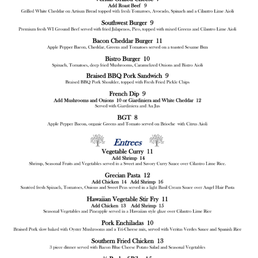 Add Roast Beef 9
Grilled White Cheddar on Artisan Bread topped with fresh Tomatoes, Avocado, Spinach and a Cilantro Lime Aioli
Southwest Burger 9
Premium fresh WI Ground Beef served with fried Jalapenos, Pico, topped with mixed Greens and Cilantro Lime Aioli
Bacon Cheddar Burger 11
Apple Pepper Bacon, Cheddar, Greens and Tomatoes served on a toasted Sesame Bun
Bistro Burger 10
Spinach, Tomatoes, deep fried Mushrooms, Caramelized Onions and Bistro Aioli
Braised BBQ Pork Sandwich 9
Braised BBQ Pork Shoulder, topped with Fresh Fried Pickle Chips
French Dip 9
Add Mushrooms and Onions 10 or Gardiniera and White Cheddar 12
Served with Gardiniera and Au Jus
BGT 8
Apple Pepper Bacon, organic Greens and Tomato on Brioche with Citrus Aioli
Entrees
Vegetable Curry 11
Add Shrimp 14
Shrimp, Seasonal Fruits and Vegetables served in a Sweet and Savory Curry Sauce over Cilantro Lime Rice.
Grecian Pasta 12
Add Chicken 14 Add Shrimp 16
Sauteed fresh Spinach, Tomatoes, Onions and Sweet Peas served in a light Basil Cream Sauce over Angel Hair Pasta
Hawaiian Vegetable Stir Fry 11
Add Chicken 13 Add Shrimp 15
Seasonal Vegetables and Pineapple served in a Hawaiian style glaze over Cilantro Lime Rice
Pork Enchiladas 10
Braised Pork slow baked with Oyster Mushrooms and a Tri-Cheese mix, served with Verdea Verdes Sauce and Spanish Rice
Southern Fried Chicken 13
3 piece dinner served with Bacon Blue Cheese Potato Salad and Seasonal Vegetables